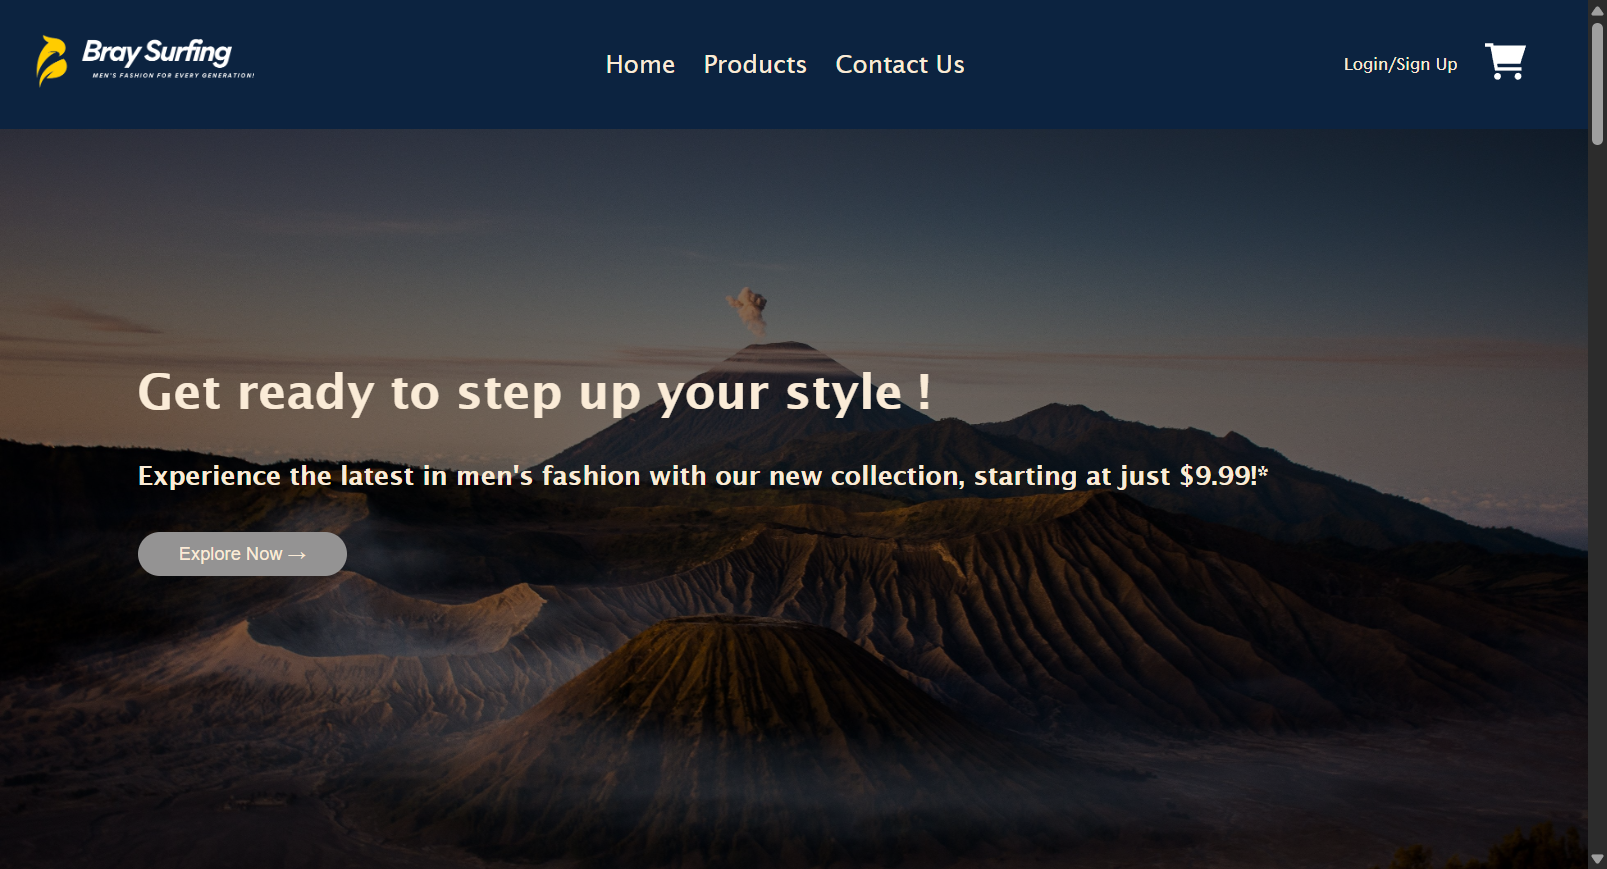 Bray Surfing
MEN'S FASHION FOR EVERY GENERATION!
Home Products Contact Us
Login/Sign Up
Get ready to step up your style !
Experience the latest in men's fashion with our new collection, starting at just $9.99!*
Explore Now →